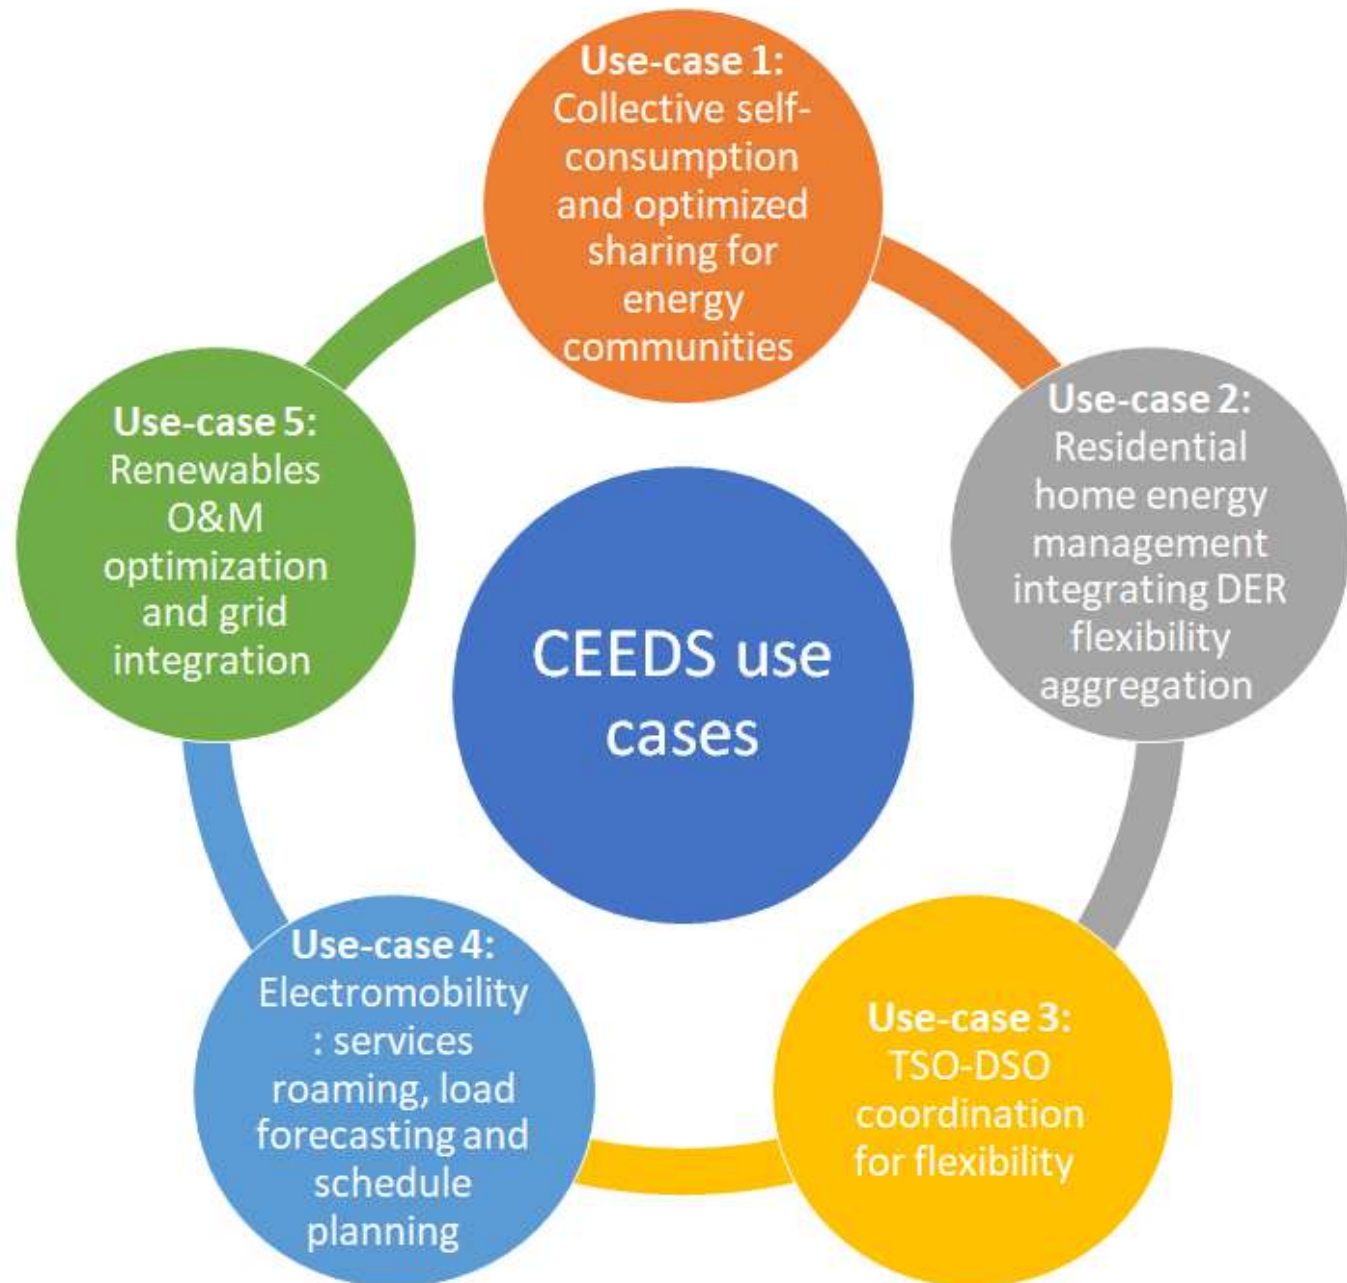 Use-case 1:
Collective self-
consumption
and optimized
sharing for
energy
communities
Use-case 2:
Residential
home energy
management
integrating DER
flexibility
aggregation
Use-case 3:
TSO-DSO
coordination
for flexibility
Use-case 4:
Electromobility
: services
roaming, load
forecasting and
schedule
planning
Use-case 5:
Renewables
O&M
optimization
and grid
integration
CEEDS use
cases